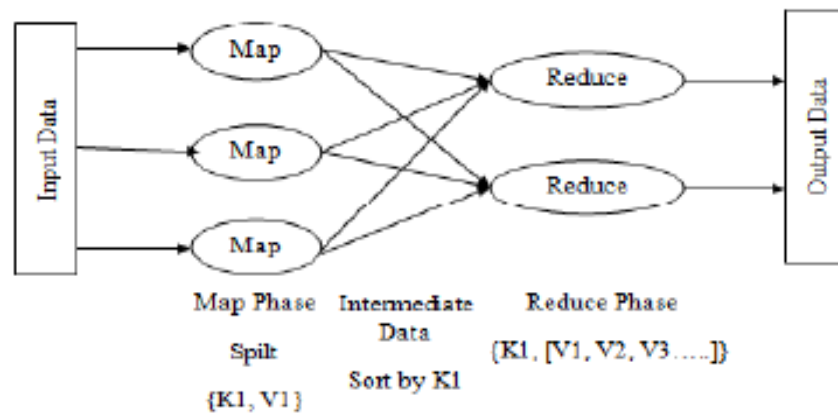 Input Data
Map
Map
Map
Reduce
Reduce
Output Data
Map Phase
Spilt
{K1, V1}
Intermediate
Data
Sort by K1
Reduce Phase
{K1, [V1, V2, V3.....]}